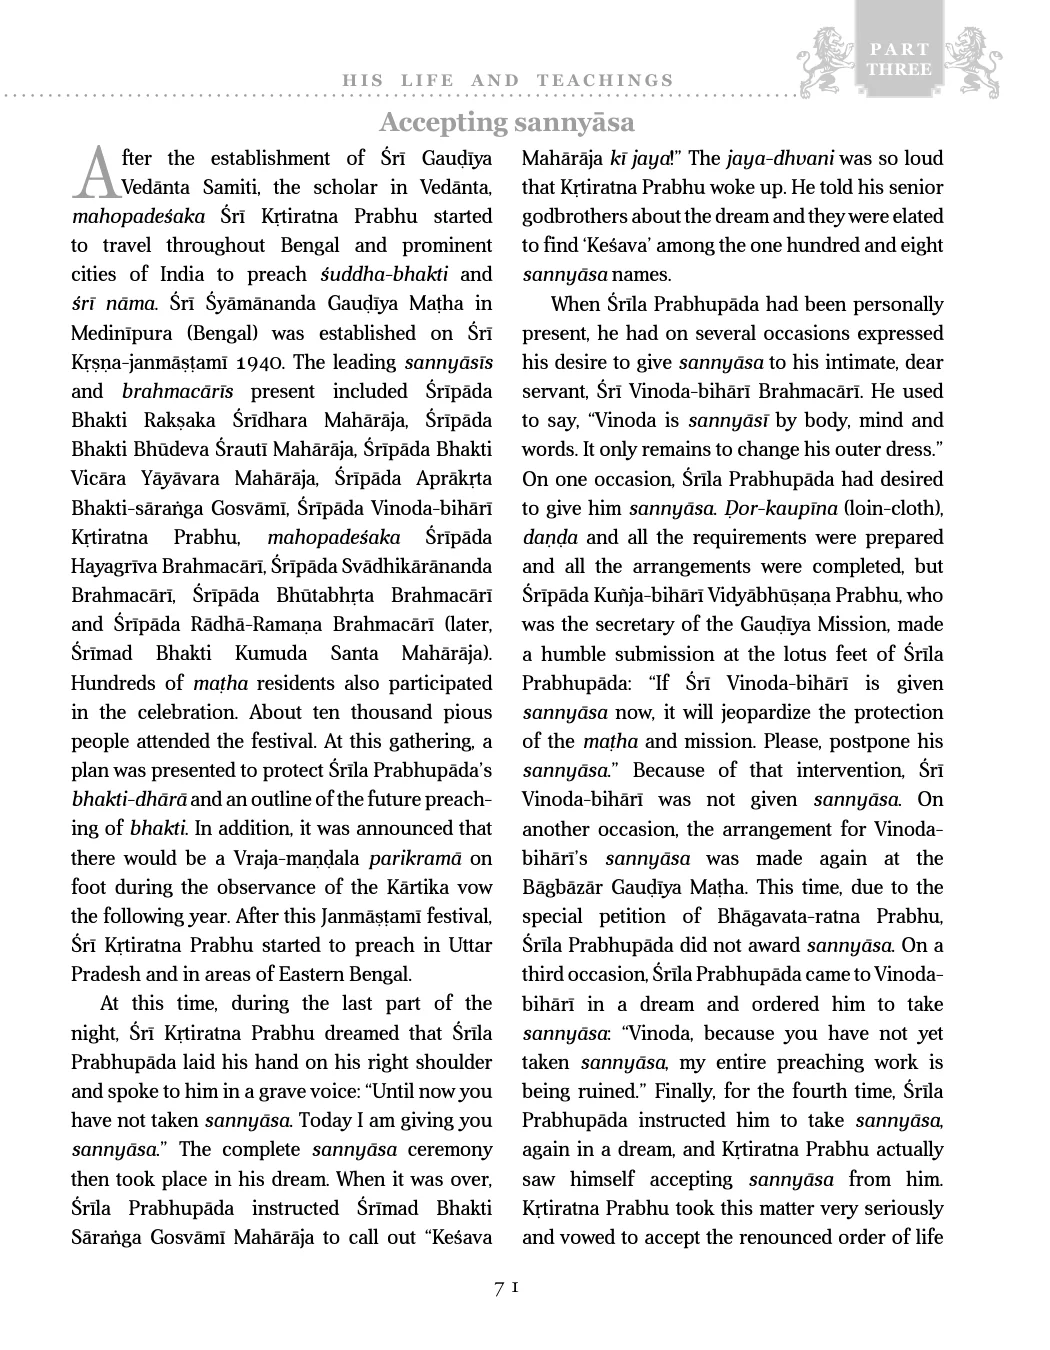 PART
THREE
HIS LIFE AND TEACHINGS
Accepting sannyāsa
After the establishment of Śrī Gauḍīya
Vedānta Samiti, the scholar in Vedānta,
mahopadeśaka Śrī Kṛtiratna Prabhu started
to travel throughout Bengal and prominent
cities of India to preach śuddha-bhakti and
śrī nāma. Śrī Śyāmānanda Gauḍīya Maṭha in
Medinīpura (Bengal) was established on Śrī
Kṛṣṇa-janmāṣṭamī 1940. The leading sannyāsīs
and brahmacārīs present included Śrīpāda
Bhakti Rakṣaka Śrīdhara Mahārāja, Śrīpāda
Bhakti Bhūdeva Śrautī Mahārāja, Śrīpāda Bhakti
Vicāra Yāyāvara Mahārāja, Śrīpāda Aprākṛta
Bhakti-sāraṅga Gosvāmī, Śrīpāda Vinoda-bihārī
Kṛtiratna Prabhu, mahopadeśaka Śrīpāda
Hayagrīva Brahmacārī, Śrīpāda Svādhikārānanda
Brahmacārī, Śrīpāda Bhūtabhṛta Brahmacārī
and Śrīpāda Rādhā-Ramaṇa Brahmacārī (later,
Śrīmad Bhakti Kumuda Santa Mahārāja).
Hundreds of maṭha residents also participated
in the celebration. About ten thousand pious
people attended the festival. At this gathering, a
plan was presented to protect Śrīla Prabhupāda’s
bhakti-dhārā and an outline of the future preach-
ing of bhakti. In addition, it was announced that
there would be a Vraja-maṇḍala parikramā on
foot during the observance of the Kārtika vow
the following year. After this Janmāṣṭamī festival,
Śrī Kṛtiratna Prabhu started to preach in Uttar
Pradesh and in areas of Eastern Bengal.
At this time, during the last part of the
night, Śrī Kṛtiratna Prabhu dreamed that Śrīla
Prabhupāda laid his hand on his right shoulder
and spoke to him in a grave voice: “Until now you
have not taken sannyāsa. Today I am giving you
sannyāsa.” The complete sannyāsa ceremony
then took place in his dream. When it was over,
Śrīla Prabhupāda instructed Śrīmad Bhakti
Sāraṅga Gosvāmī Mahārāja to call out “Keśava
Mahārāja kī jaya!” The jaya-dhvani was so loud
that Kṛtiratna Prabhu woke up. He told his senior
godbrothers about the dream and they were elated
to find ‘Keśava’ among the one hundred and eight
sannyāsa names.
When Śrīla Prabhupāda had been personally
present, he had on several occasions expressed
his desire to give sannyāsa to his intimate, dear
servant, Śrī Vinoda-bihārī Brahmacārī. He used
to say, “Vinoda is sannyāsī by body, mind and
words. It only remains to change his outer dress.”
On one occasion, Śrīla Prabhupāda had desired
to give him sannyāsa. Ḍor-kaupīna (loin-cloth),
daṇḍa and all the requirements were prepared
and all the arrangements were completed, but
Śrīpāda Kuñja-bihārī Vidyābhūṣaṇa Prabhu, who
was the secretary of the Gauḍīya Mission, made
a humble submission at the lotus feet of Śrīla
Prabhupāda: “If Śrī Vinoda-bihārī is given
sannyāsa now, it will jeopardize the protection
of the maṭha and mission. Please, postpone his
sannyāsa.” Because of that intervention, Śrī
Vinoda-bihārī was not given sannyāsa. On
another occasion, the arrangement for Vinoda-
bihārī’s sannyāsa was made again at the
Bāgbāzār Gauḍīya Maṭha. This time, due to the
special petition of Bhāgavata-ratna Prabhu,
Śrīla Prabhupāda did not award sannyāsa. On a
third occasion, Śrīla Prabhupāda came to Vinoda-
bihārī in a dream and ordered him to take
sannyāsa: “Vinoda, because you have not yet
taken sannyāsa, my entire preaching work is
being ruined.” Finally, for the fourth time, Śrīla
Prabhupāda instructed him to take sannyāsa,
again in a dream, and Kṛtiratna Prabhu actually
saw himself accepting sannyāsa from him.
Kṛtiratna Prabhu took this matter very seriously
and vowed to accept the renounced order of life
71